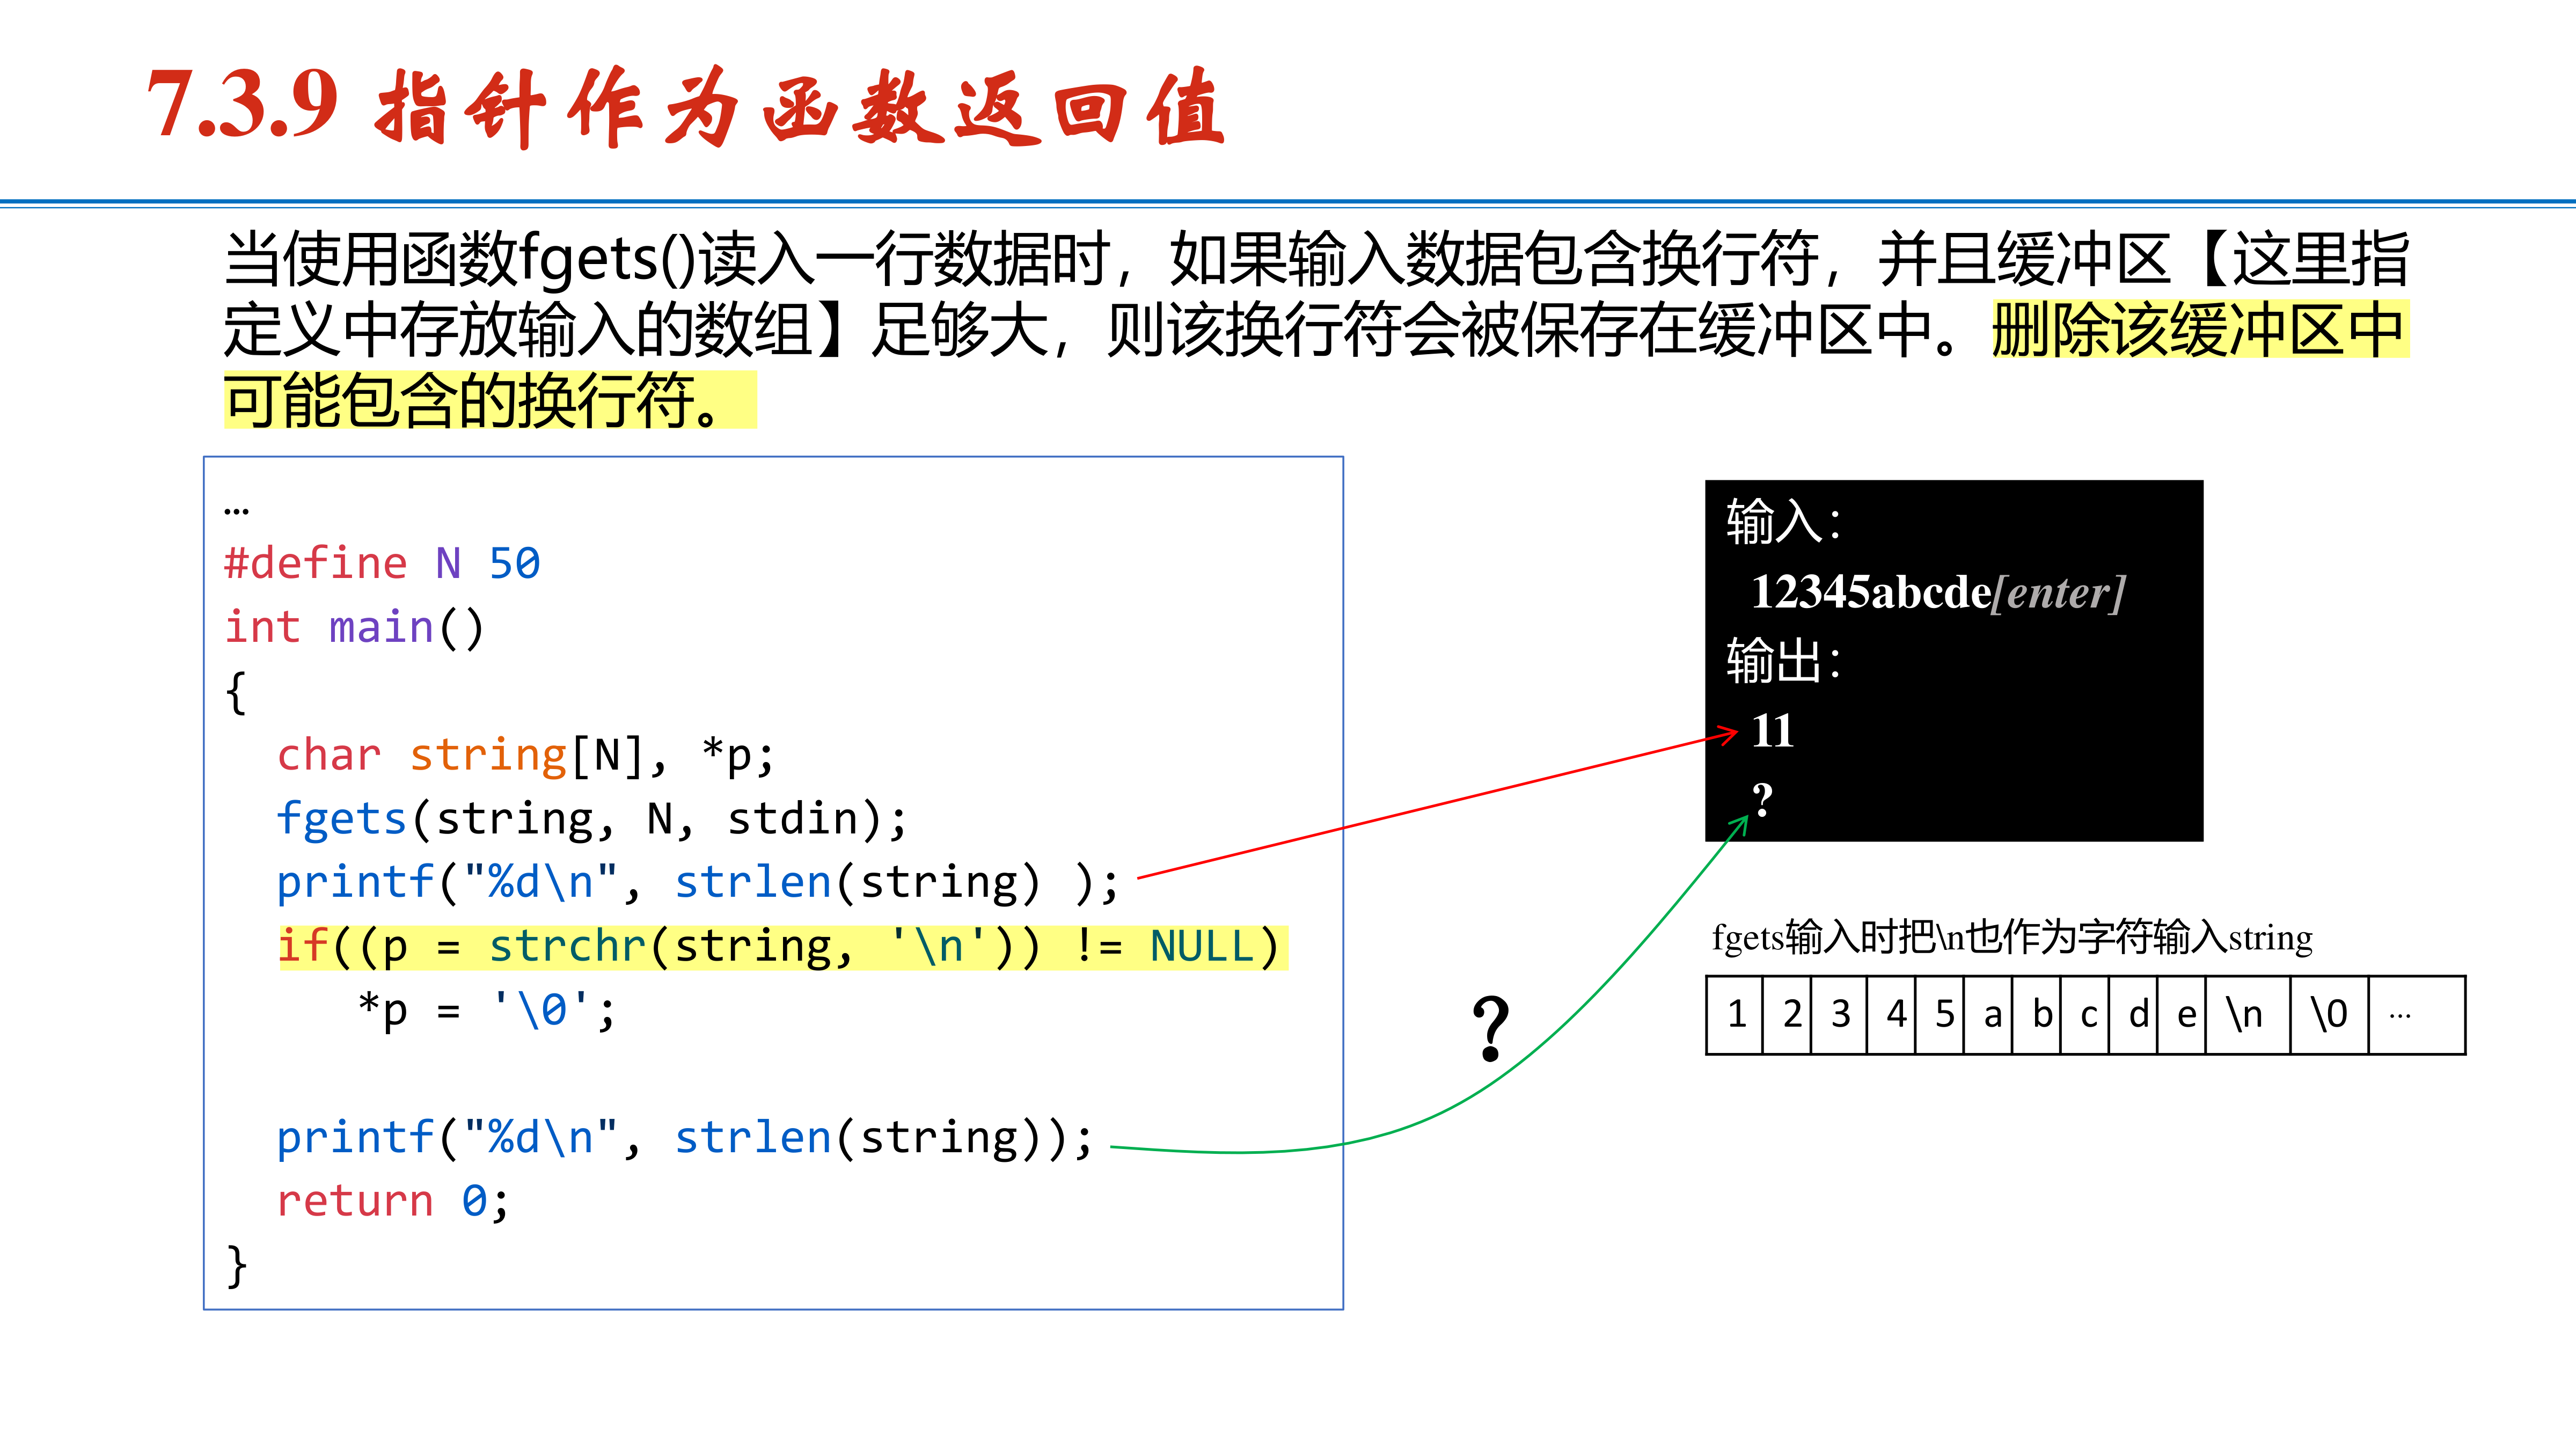 7.3.9 指针作为函数返回值
当使用函数fgets()读入一行数据时，如果输入数据包含换行符，并且缓冲区【这里指
定义中存放输入的数组】足够大，则该换行符会被保存在缓冲区中。删除该缓冲区中
可能包含的换行符。
…
#define N 50
int main()
{
  char string[N], *p;
  fgets(string, N, stdin);
  printf("%d\n", strlen(string) );
  if((p = strchr(string, '\n')) != NULL)
     *p = '\0';
  printf("%d\n", strlen(string));
  return 0;
}
?
输入：
12345abcde[enter]
输出：
11
?
fgets输入时把\n也作为字符输入string
1 2 3 4 5 a b c d e \n \0 …